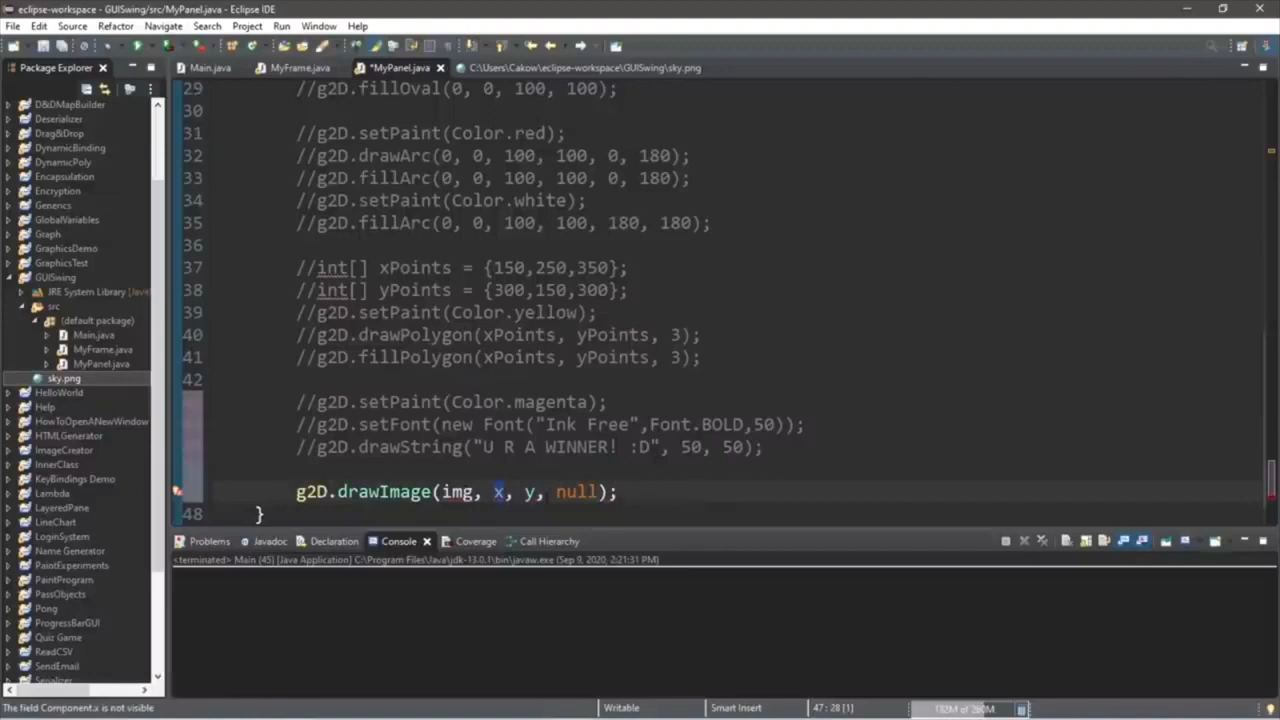 eclipse-workspace - GUISwing/src/MyPanel.java - Eclipse IDE
File Edit Source Refactor Navigate Search Project Run Window Help
Package Explorer
Main.java MyFrame.java *MyPanel.java C:\Users\Cakow\eclipse-workspace\GUISwing\sky.png
D&DMapBuilder
Deserializer
Drag&Drop
DynamicBinding
DynamicPoly
Encapsulation
Encryption
Generics
GlobalVariables
Graph
GraphicsDemo
GraphicsTest
GUISwing
JRE System Library [Java
src
(default package)
Main.java
MyFrame.java
MyPanel.java
sky.png
HelloWorld
Help
HowToOpenANewWindow
HTMLGenerator
ImageCreator
InnerClass
KeyBindings Demo
Lambda
LayeredPane
LineChart
LoginSystem
Name Generator
PaintExperiments
PaintProgram
PassObjects
Pong
ProgressBarGUI
Quiz Game
ReadCSV
SendEmail
Serializer
29 //g2D.fillOval(0, 0, 100, 100);
30
31 //g2D.setPaint(Color.red);
32 //g2D.drawArc(0, 0, 100, 100, 0, 180);
33 //g2D.fillArc(0, 0, 100, 100, 0, 180);
34 //g2D.setPaint(Color.white);
35 //g2D.fillArc(0, 0, 100, 100, 180, 180);
36
37 //int[] xPoints = {150,250,350};
38 //int[] yPoints = {300,150,300};
39 //g2D.setPaint(Color.yellow);
40 //g2D.drawPolygon(xPoints, yPoints, 3);
41 //g2D.fillPolygon(xPoints, yPoints, 3);
42
//g2D.setPaint(Color.magenta);
//g2D.setFont(new Font("Ink Free",Font.BOLD,50));
//g2D.drawString("U R A WINNER! :D", 50, 50);
g2D.drawImage(img, x, y, null);
48 }
Problems Javadoc Declaration Console Coverage Call Hierarchy
<terminated> Main (45) [Java Application] C:\Program Files\Java\jdk-13.0.1\bin\javaw.exe (Sep 9, 2020, 2:21:31 PM)
The field Component.x is not visible Writable Smart Insert 47 : 28 [1] of 280M